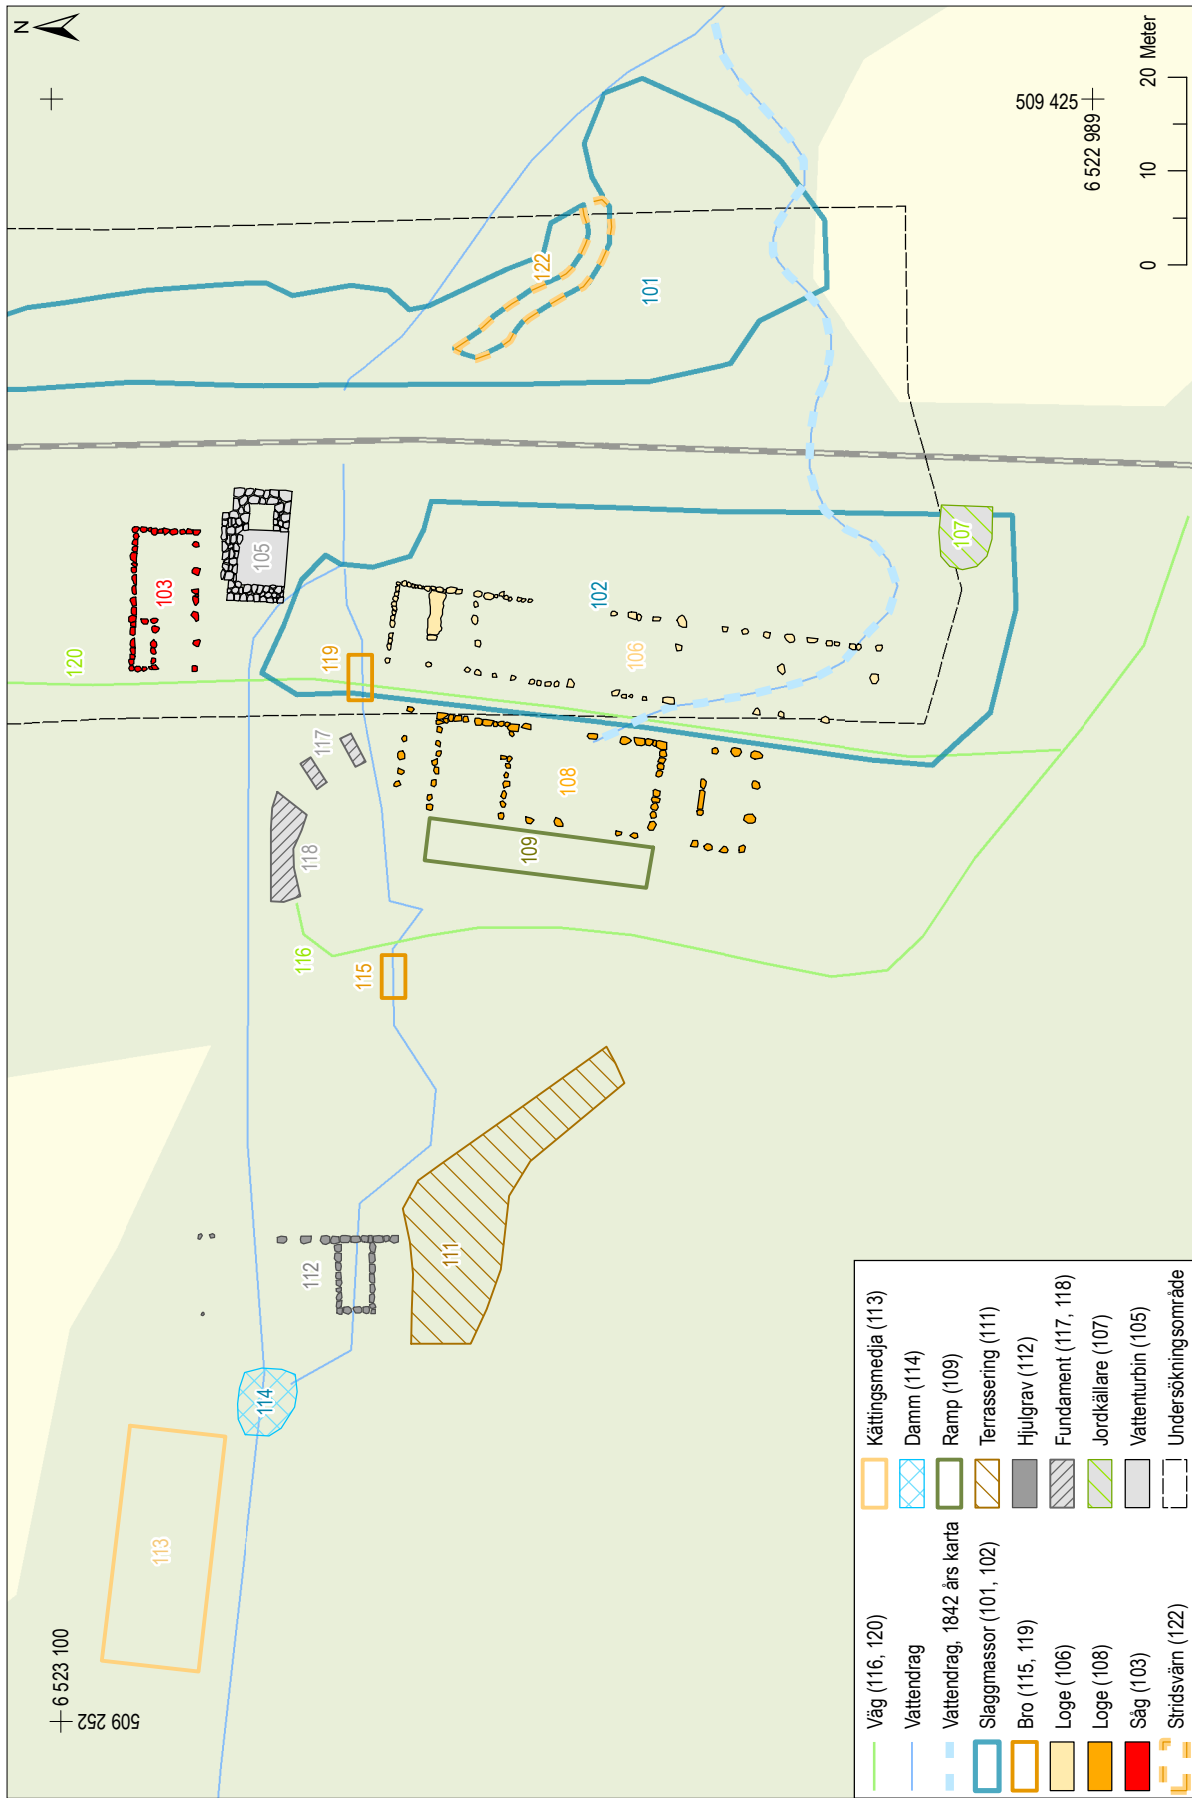 N
509 425
6 522 989
0 10 20 Meter
6 523 100
509 252
120
103
105
119
117
118
116
115
114
113
112
111
109
108
106
102
107
101
122
Väg (116, 120)
Vattendrag
Vattendrag, 1842 års karta
Slaggmassor (101, 102)
Bro (115, 119)
Loge (106)
Loge (108)
Såg (103)
Stridsvärn (122)
Kättingsmedja (113)
Damm (114)
Ramp (109)
Terrassering (111)
Hjulgrav (112)
Fundament (117, 118)
Jordkällare (107)
Vattenturbin (105)
Undersökningsområde